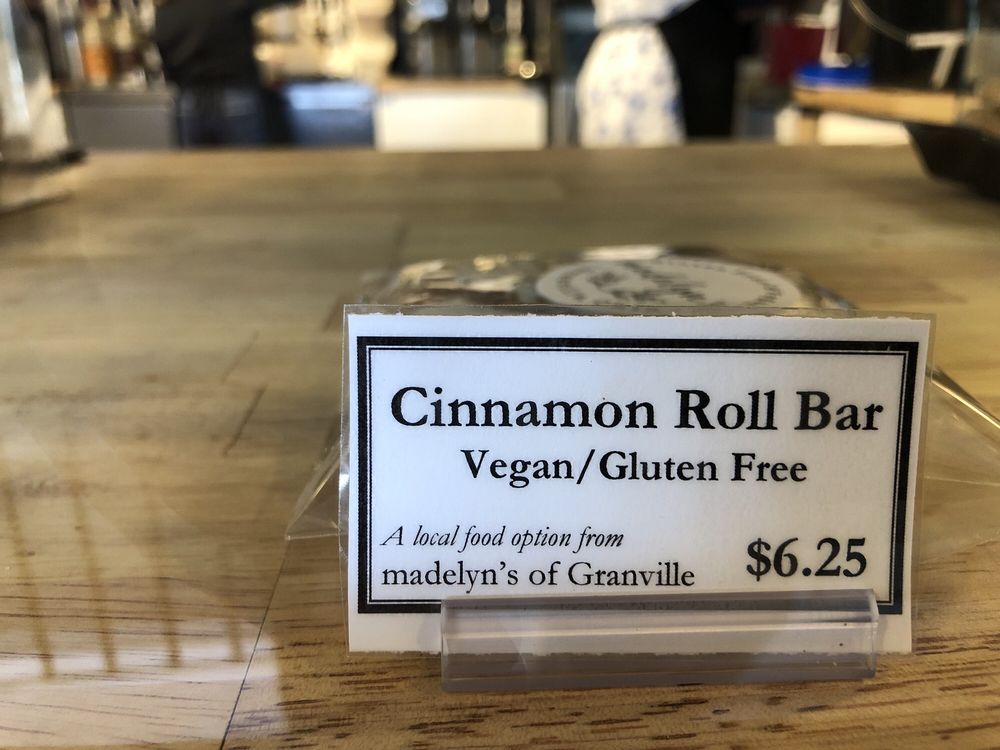 Cinnamon Roll Bar
Vegan/Gluten Free
A local food option from
madelyn's of Granville
$6.25